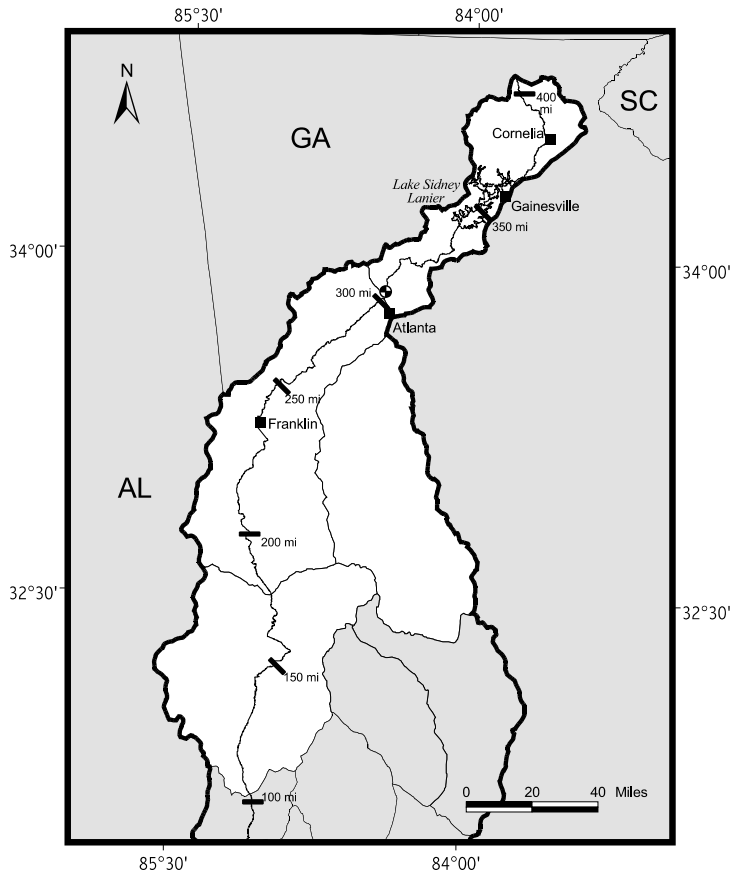 85°30' 84°00'
N
GA
SC
400
mi
Cornelia
Lake Sidney
Lanier
Gainesville
350 mi
34°00'
34°00'
300 mi
Atlanta
250 mi
Franklin
AL
200 mi
32°30'
32°30'
150 mi
100 mi
0 20 40 Miles
85°30' 84°00'